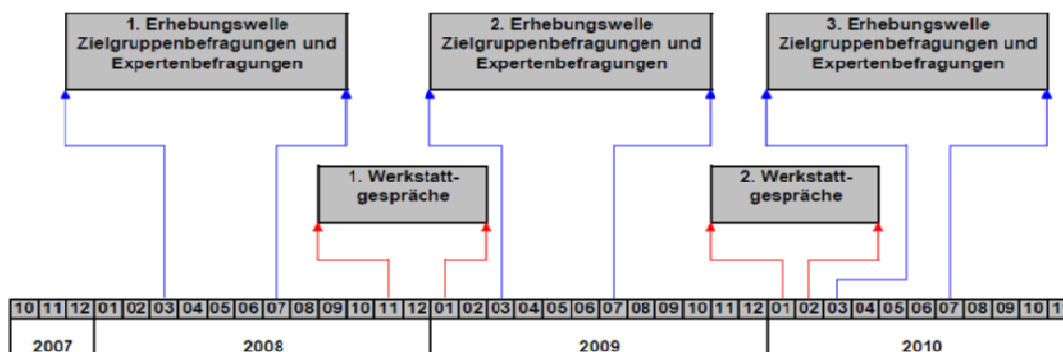 1. Erhebungswelle
Zielgruppenbefragungen und
Expertenbefragungen
2. Erhebungswelle
Zielgruppenbefragungen und
Expertenbefragungen
3. Erhebungswelle
Zielgruppenbefragungen und
Expertenbefragungen
1. Werkstatt-
gespräche
2. Werkstatt-
gespräche
10 11 12 01 02 03 04 05 06 07 08 09 10 11 12 01 02 03 04 05 06 07 08 09 10 11 12 01 02 03 04 05 06 07 08 09 10 1
2007 2008 2009 2010